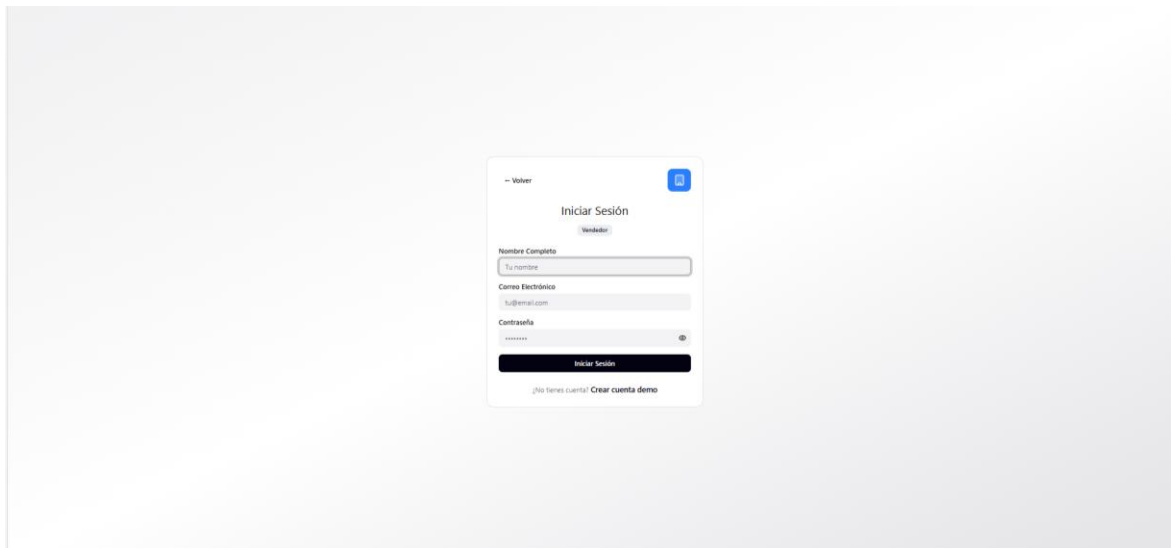 ← Volver
Iniciar Sesión
Vendedor
Nombre Completo
Tu nombre
Correo Electrónico
tu@email.com
Contraseña
••••••••
Iniciar Sesión
¿No tienes cuenta? Crear cuenta demo